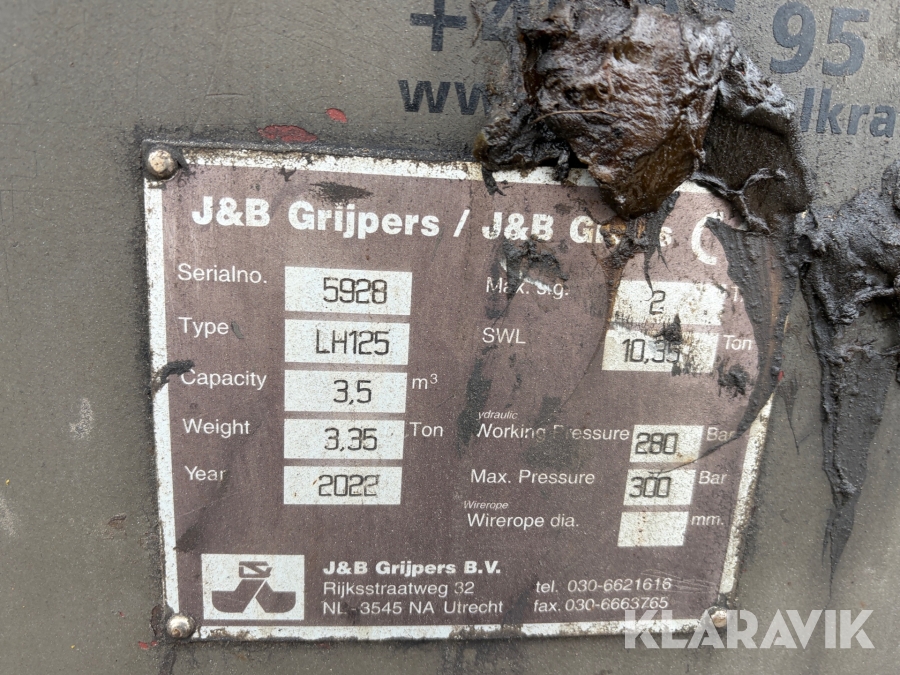 95
lkra
J&B Grijpers / J&B
Serialno. 5928
Type LH125
Capacity 3,5 m³
Weight 3,35 Ton
Year 2022
Max. s.g. 2
SWL 10,35 Ton
Working Pressure 280 Bar
Max. Pressure 300 Bar
Wirerope
Wirerope dia. mm.
J&B Grijpers B.V.
Rijksstraatweg 32
NL-3545 NA Utrecht
tel. 030-6621616
fax. 030-6663765
KLARAVIK